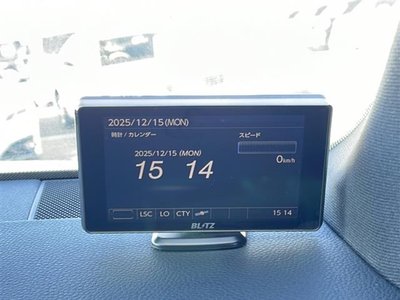 2025/12/15(MON)
時計/カレンダー
スピード
2025/12/15 (MON)
15 14
0km/h
LSC LO CTY 15 14
BLITZ